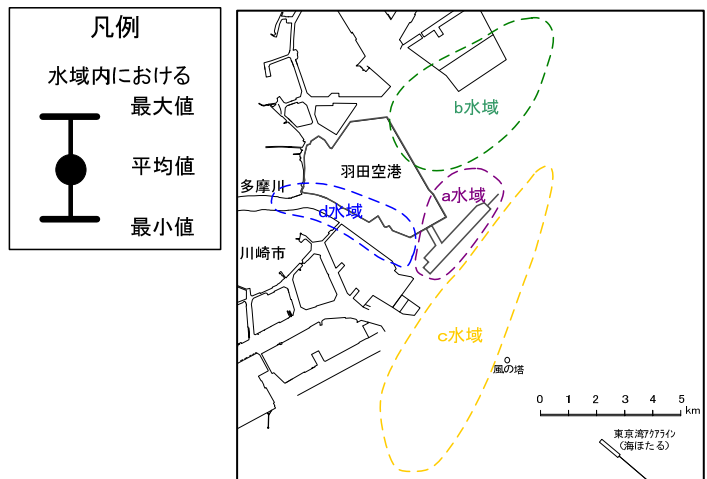 凡例
水域内における
最大値
平均値
最小値
b水域
羽田空港
多摩川
a水域
d水域
川崎市
c水域
風の塔
0 1 2 3 4 5
km
東京湾ｱｸｱﾗｲﾝ
(海ほたる)